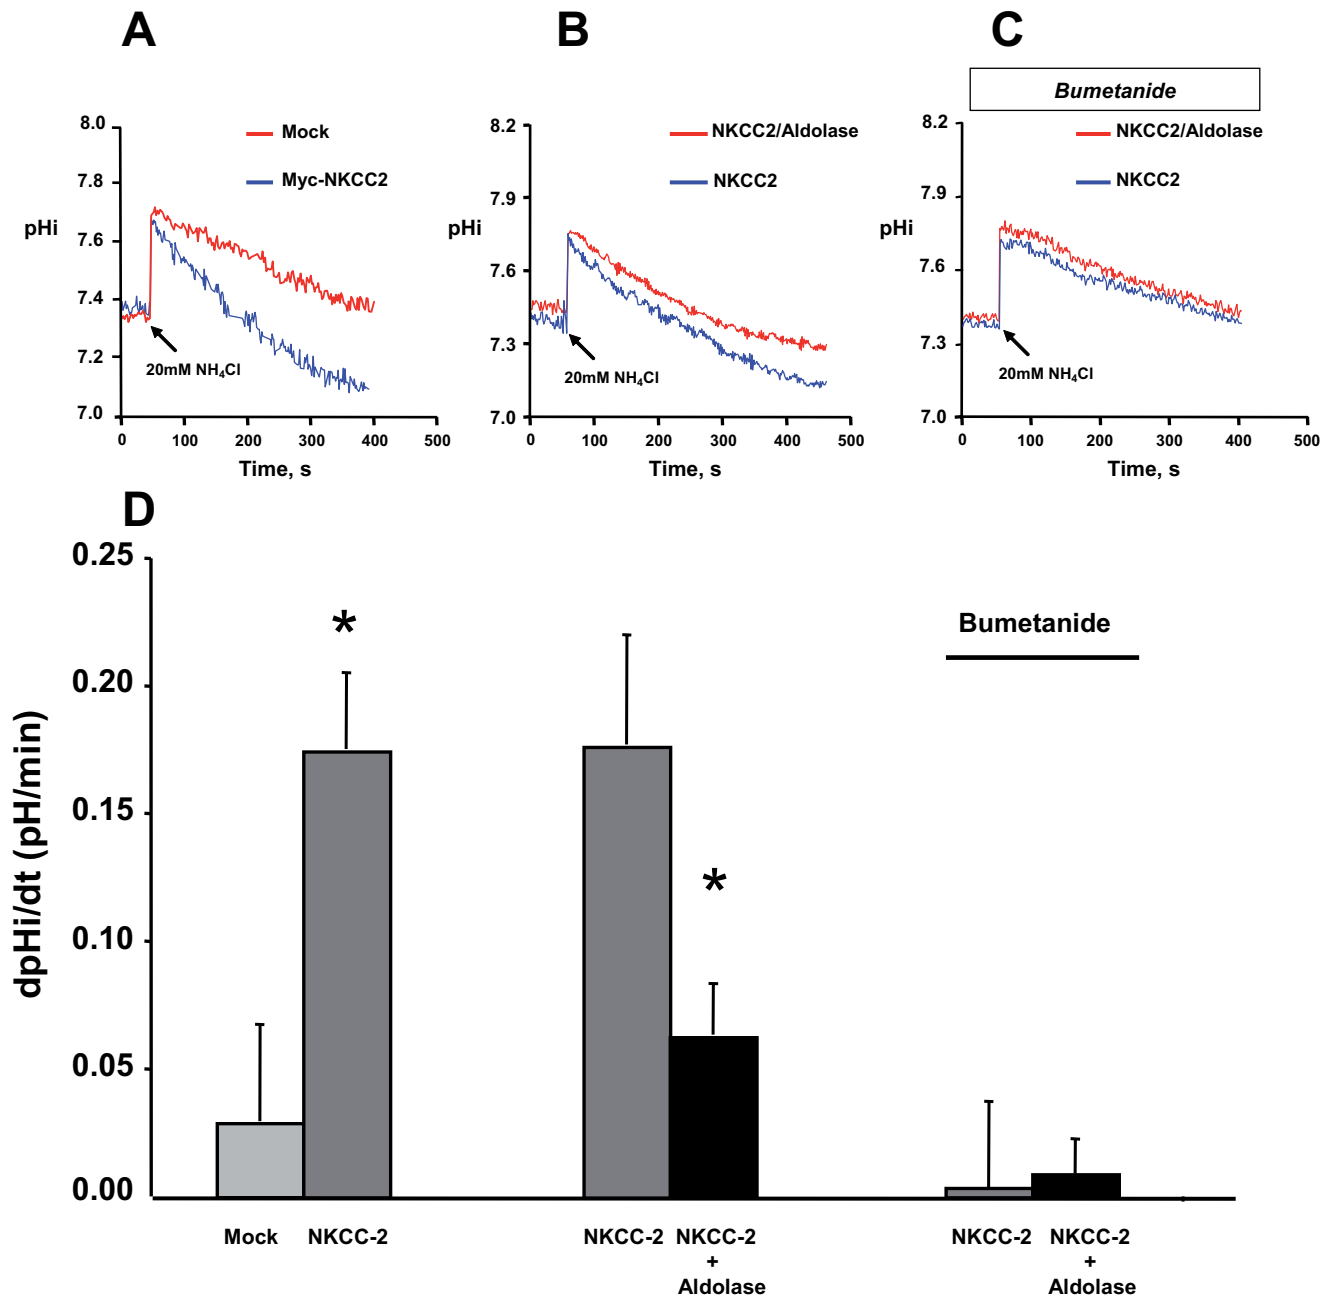 A
B
C
Bumetanide
8.0
7.8
7.6
7.4
7.2
7.0
pHi
Mock
Myc-NKCC2
20mM NH₄Cl
0 100 200 300 400 500
Time, s
8.2
7.9
7.6
7.3
7.0
pHi
NKCC2/Aldolase
NKCC2
20mM NH₄Cl
0 100 200 300 400 500
Time, s
8.2
7.9
7.6
7.3
7.0
pHi
NKCC2/Aldolase
NKCC2
20mM NH₄Cl
0 100 200 300 400 500
Time, s
D
dpHi/dt (pH/min)
0.25
0.20
0.15
0.10
0.05
0.00
*
*
Bumetanide
Mock NKCC-2
NKCC-2 NKCC-2
+
Aldolase
NKCC-2 NKCC-2
+
Aldolase